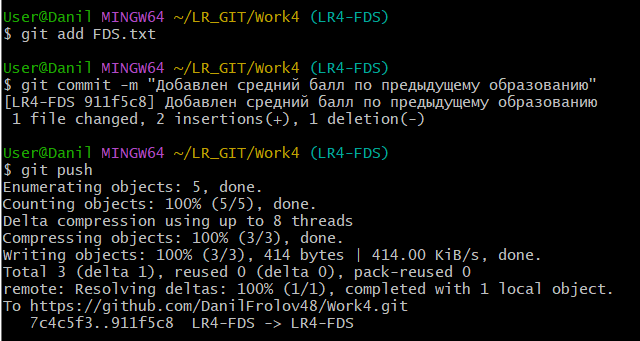 User@Danil MINGW64 ~/LR_GIT/Work4 (LR4-FDS)
$ git add FDS.txt
User@Danil MINGW64 ~/LR_GIT/Work4 (LR4-FDS)
$ git commit -m "Добавлен средний балл по предыдущему образованию"
[LR4-FDS 911f5c8] Добавлен средний балл по предыдущему образованию
 1 file changed, 2 insertions(+), 1 deletion(-)
User@Danil MINGW64 ~/LR_GIT/Work4 (LR4-FDS)
$ git push
Enumerating objects: 5, done.
Counting objects: 100% (5/5), done.
Delta compression using up to 8 threads
Compressing objects: 100% (3/3), done.
Writing objects: 100% (3/3), 414 bytes | 414.00 KiB/s, done.
Total 3 (delta 1), reused 0 (delta 0), pack-reused 0
remote: Resolving deltas: 100% (1/1), completed with 1 local object.
To https://github.com/DanilFrolov48/Work4.git
   7c4c5f3..911f5c8  LR4-FDS -> LR4-FDS